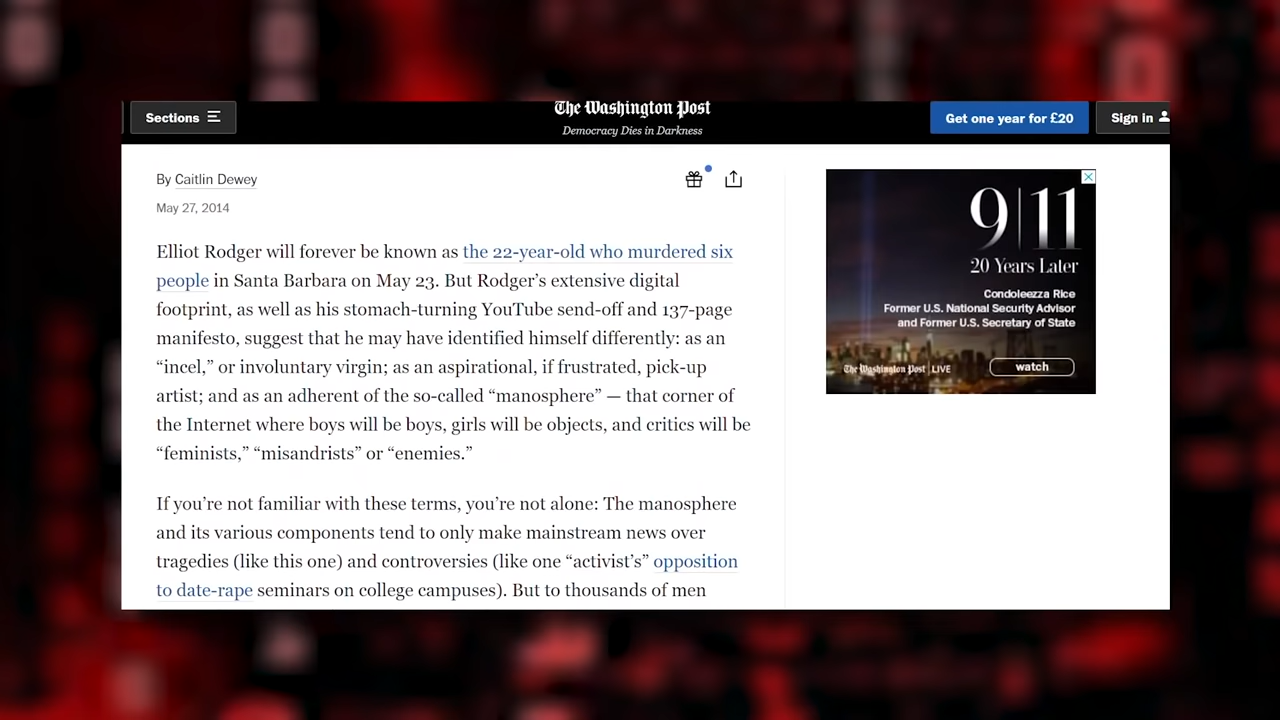 Sections
The Washington Post
Democracy Dies in Darkness
Get one year for £20
Sign in
By Caitlin Dewey
May 27, 2014
Elliot Rodger will forever be known as the 22-year-old who murdered six
people in Santa Barbara on May 23. But Rodger’s extensive digital
footprint, as well as his stomach-turning YouTube send-off and 137-page
manifesto, suggest that he may have identified himself differently: as an
“incel,” or involuntary virgin; as an aspirational, if frustrated, pick-up
artist; and as an adherent of the so-called “manosphere” — that corner of
the Internet where boys will be boys, girls will be objects, and critics will be
“feminists,” “misandrists” or “enemies.”
If you’re not familiar with these terms, you’re not alone: The manosphere
and its various components tend to only make mainstream news over
tragedies (like this one) and controversies (like one “activist’s” opposition
to date-rape seminars on college campuses). But to thousands of men
9|11
20 Years Later
Condoleezza Rice
Former U.S. National Security Advisor
and Former U.S. Secretary of State
The Washington Post LIVE
watch